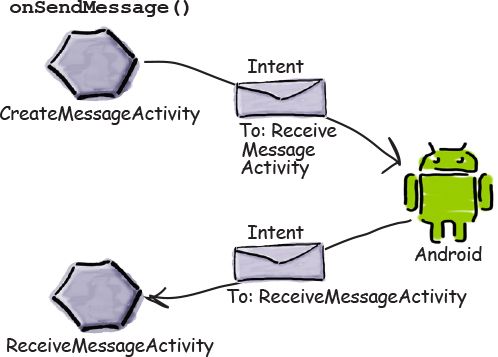 onSendMessage()
Intent
CreateMessageActivity
To: Receive
Message
Activity
Android
Intent
To: ReceiveMessageActivity
ReceiveMessageActivity